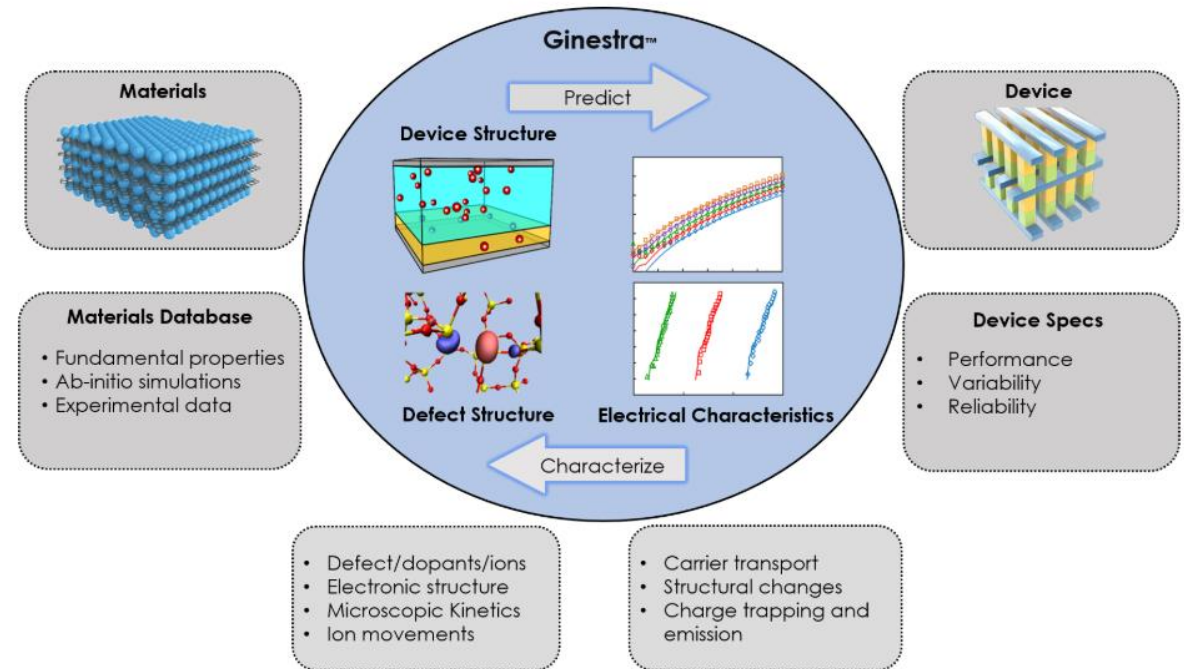 Ginestra™
Predict
Materials
Device Structure
Device
Materials Database
• Fundamental properties
• Ab-initio simulations
• Experimental data
Defect Structure
Electrical Characteristics
Device Specs
• Performance
• Variability
• Reliability
Characterize
• Defect/dopants/ions
• Electronic structure
• Microscopic Kinetics
• Ion movements
• Carrier transport
• Structural changes
• Charge trapping and
emission